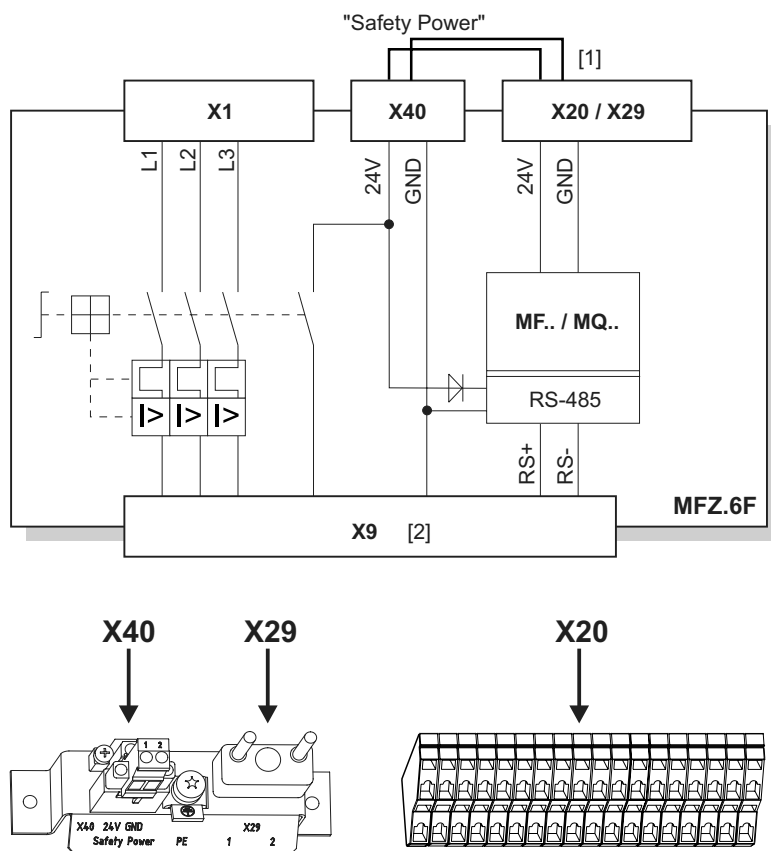 "Safety Power"
[1]
X1 X40 X20 / X29
L1 L2 L3 24V GND 24V GND
MF.. / MQ..
I> I> I> RS-485
RS+ RS-
MFZ.6F
X9 [2]
X40 X29 X20
1 2
X40 24V GND X29
Safety Power PE 1 2